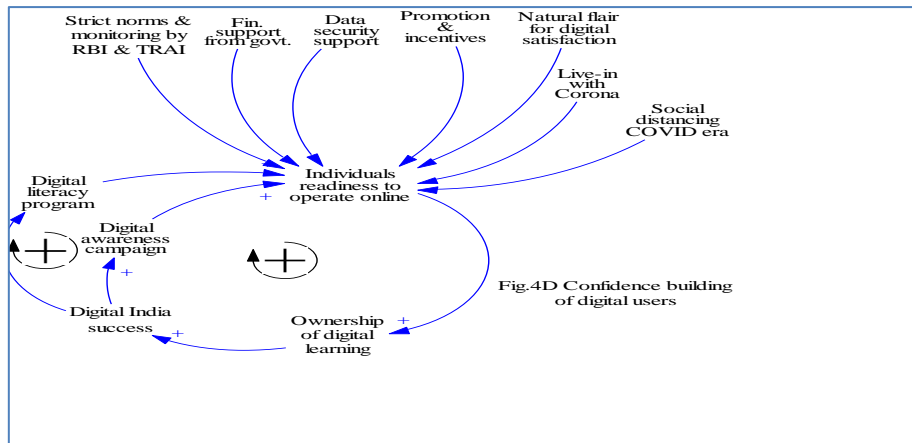 Strict norms &
monitoring by
RBI & TRAI
Fin.
support
from govt.
Data
security
support
Promotion
&
incentives
Natural flair
for digital
satisfaction
Live-in
with
Corona
Social
distancing
COVID era
Individuals
readiness to
operate online
Digital
literacy
program
+
Digital
awareness
campaign
+
Fig.4D Confidence building
of digital users
Digital India
success
+
Ownership
of digital
learning
+